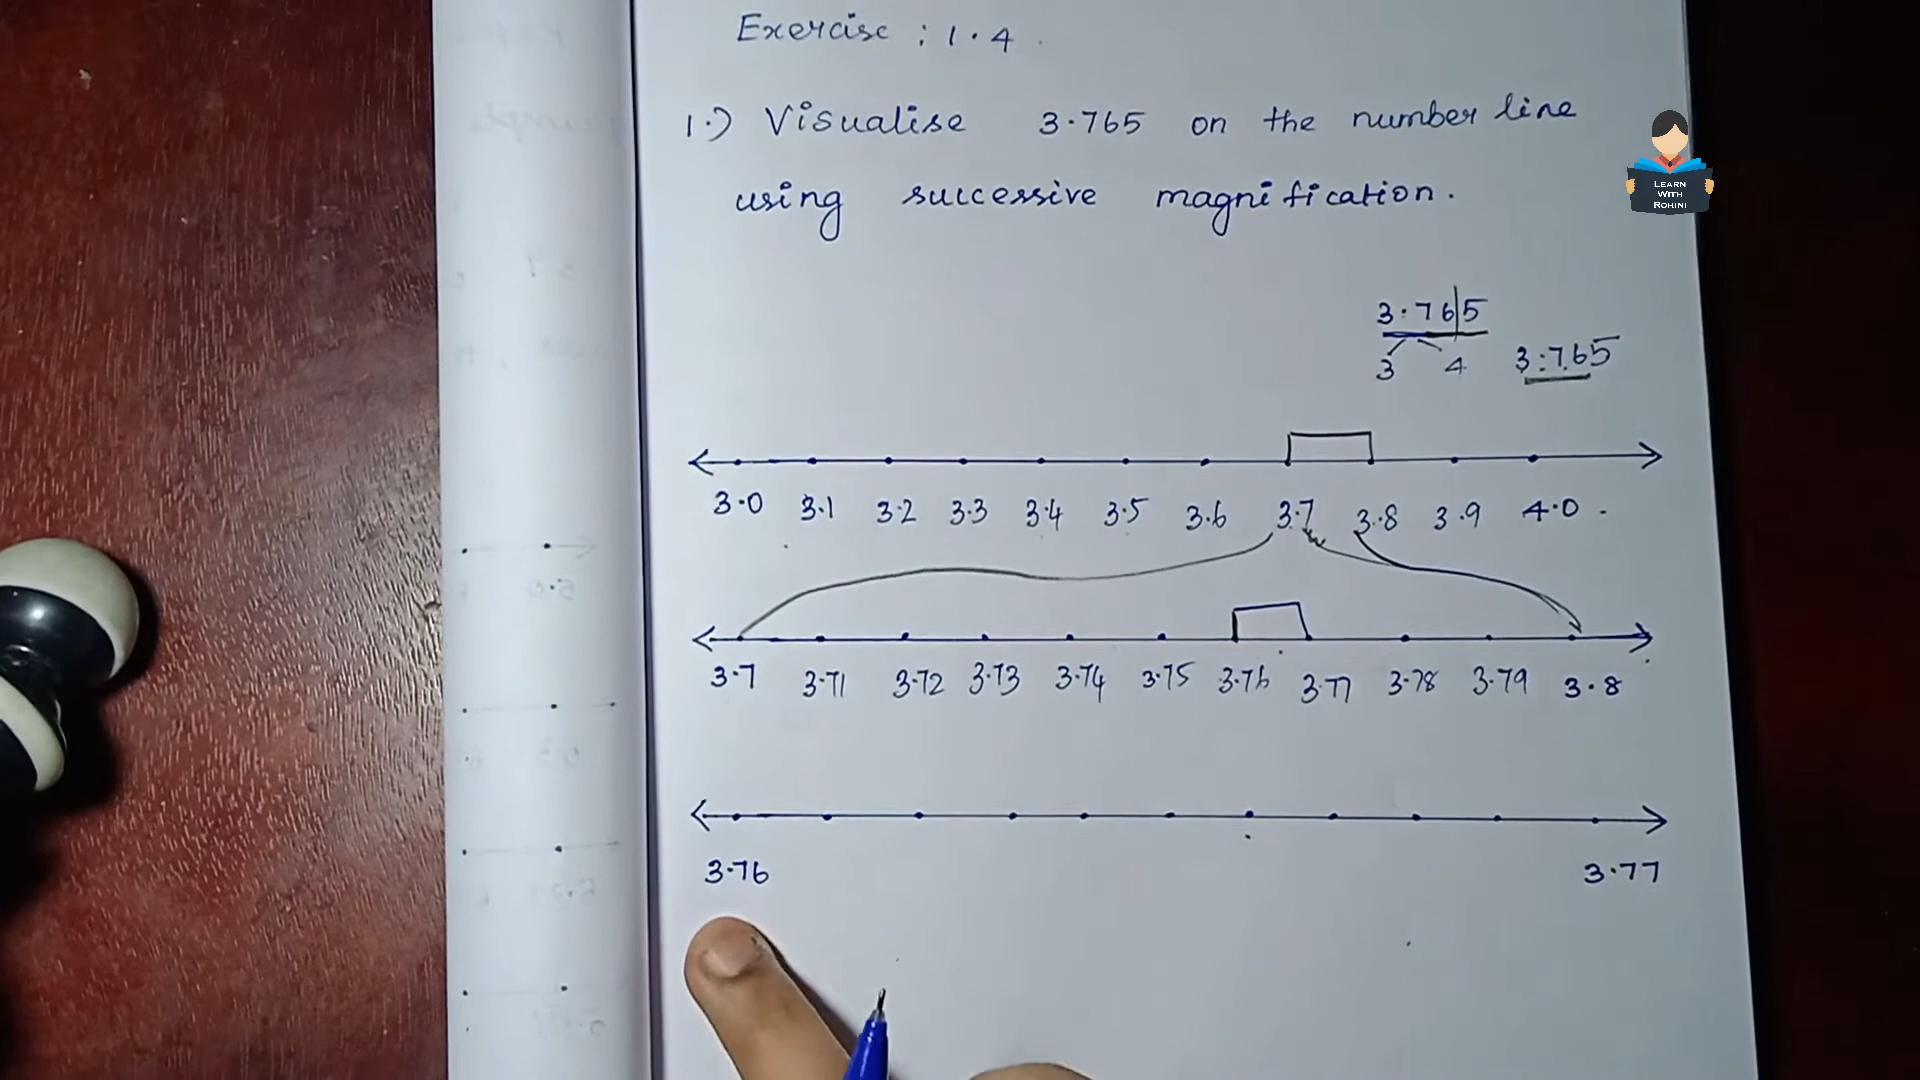 Exercise : 1.4
1.) Visualise 3.765 on the number line
using successive magnification.
LEARN
WITH
ROHINI
3.765
3 4 3.765
3.0 3.1 3.2 3.3 3.4 3.5 3.6 3.7 3.8 3.9 4.0
3.7 3.71 3.72 3.73 3.74 3.75 3.76 3.77 3.78 3.79 3.8
3.76 3.77